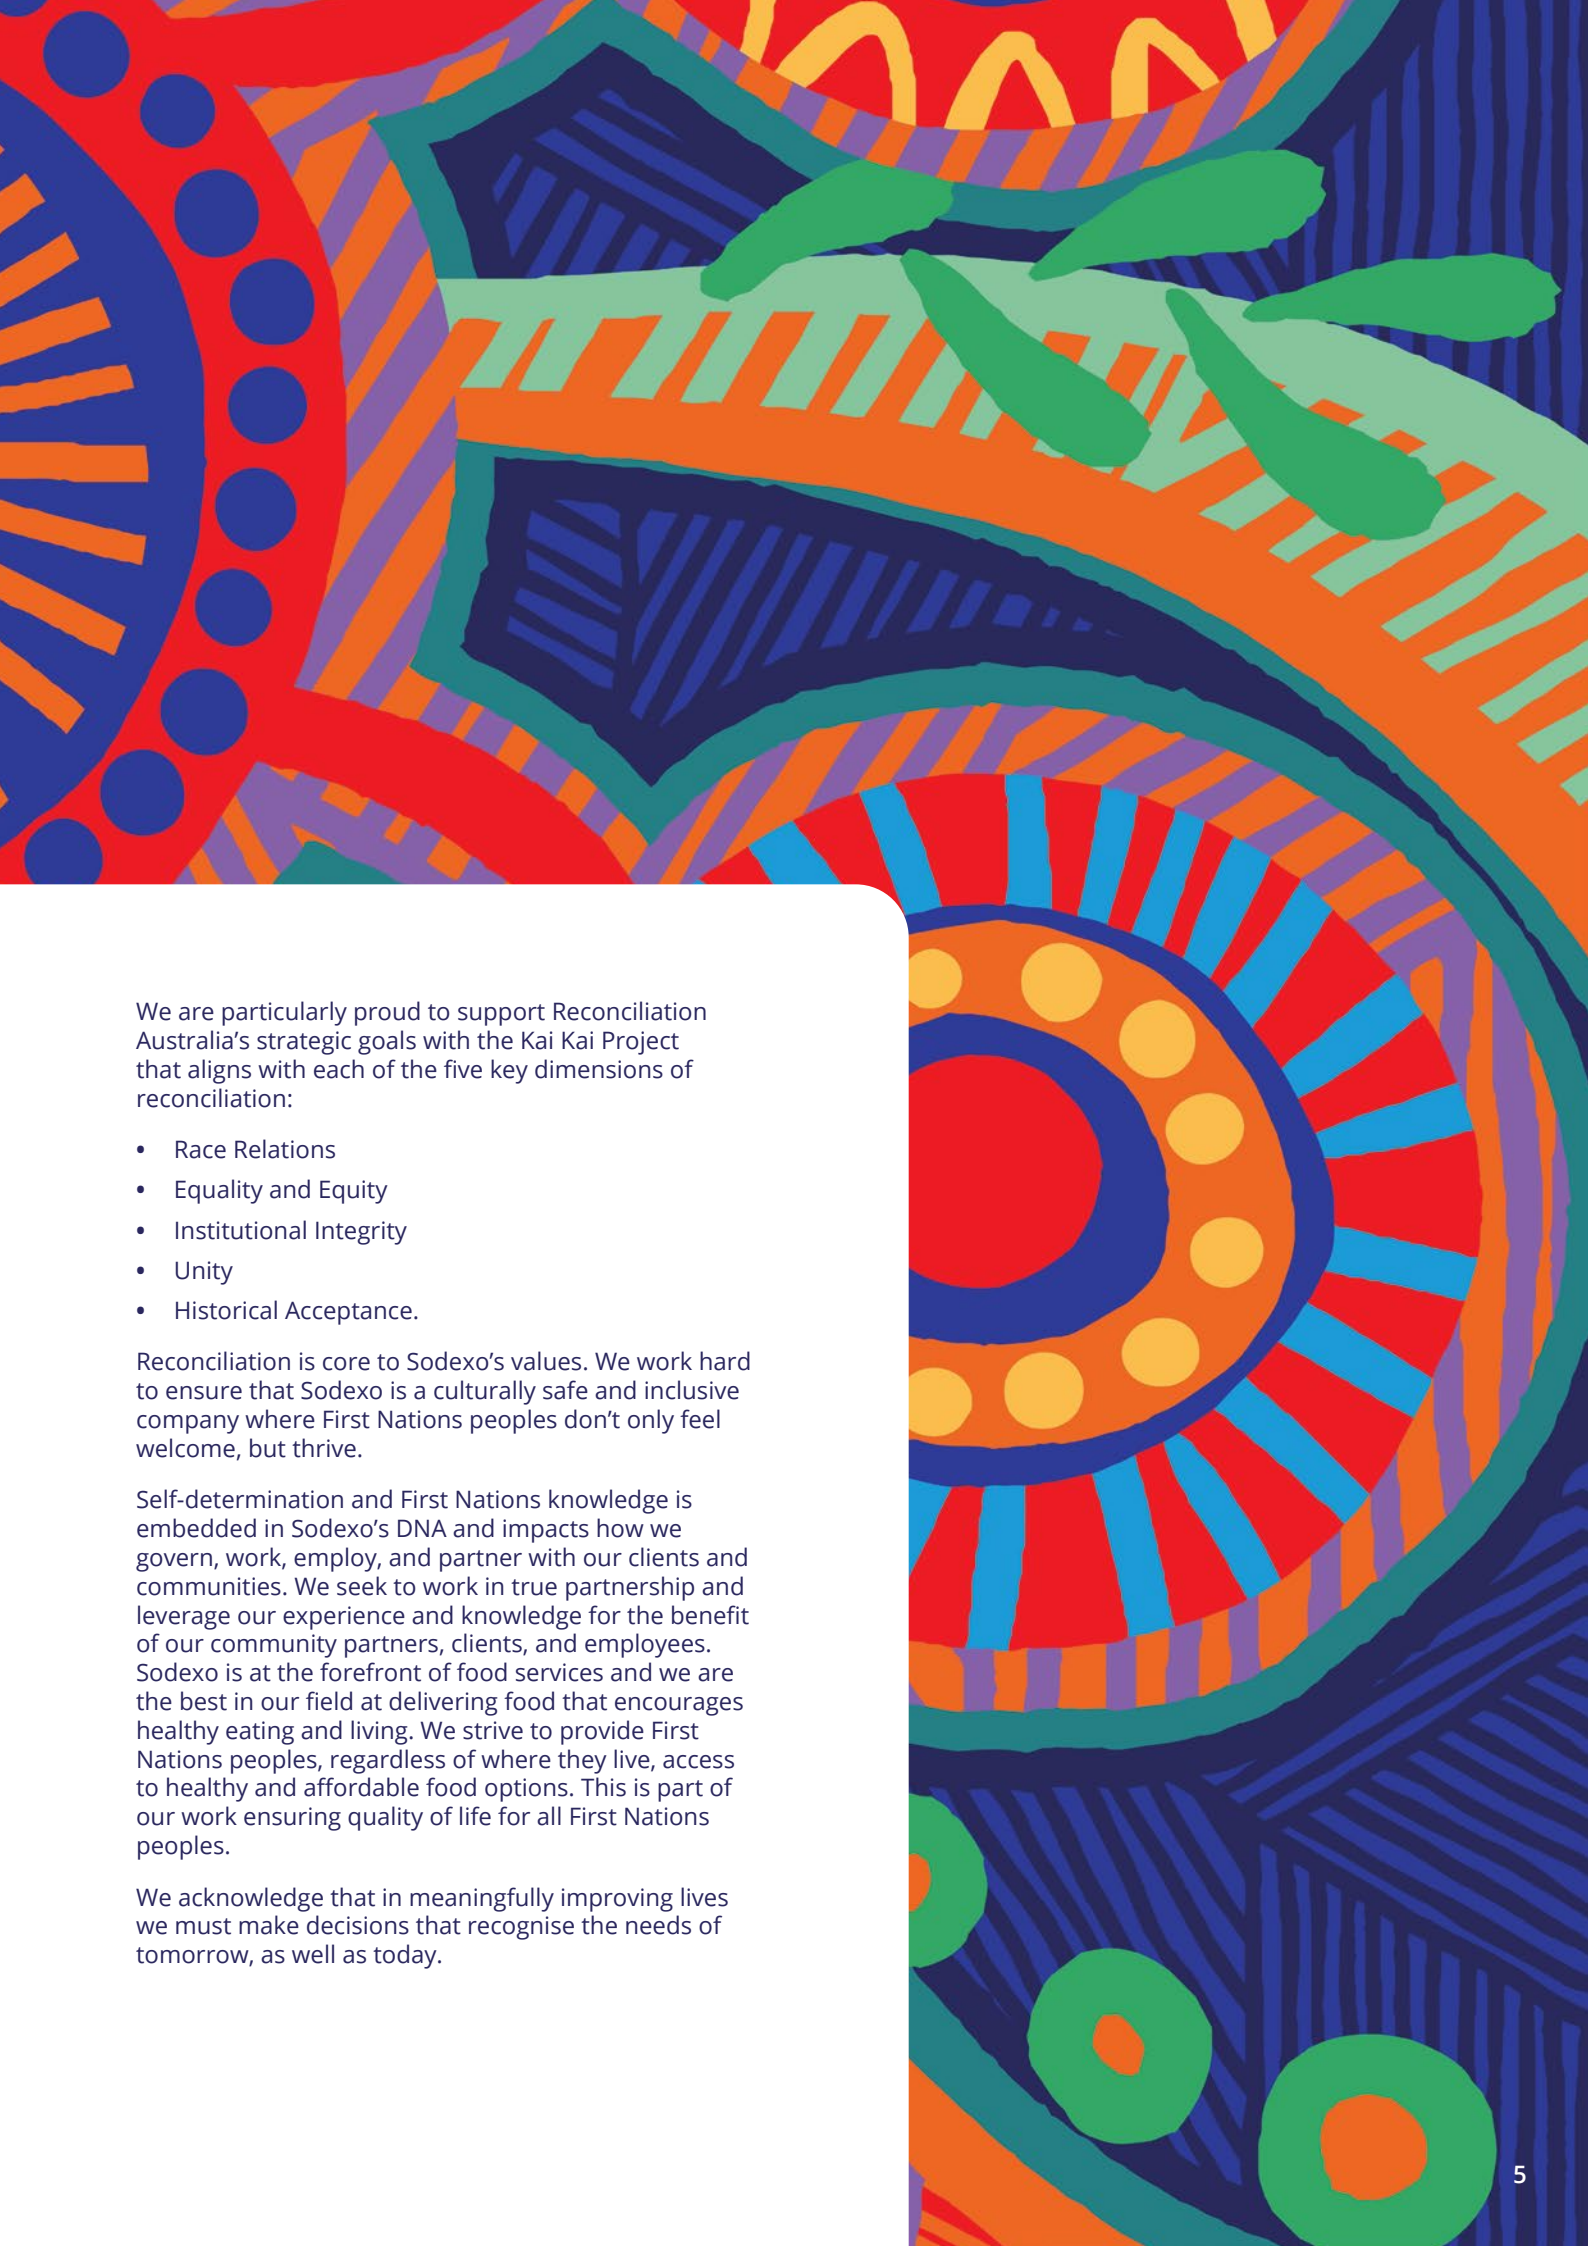 We are particularly proud to support Reconciliation
Australia’s strategic goals with the Kai Kai Project
that aligns with each of the five key dimensions of
reconciliation:
• Race Relations
• Equality and Equity
• Institutional Integrity
• Unity
• Historical Acceptance.
Reconciliation is core to Sodexo’s values. We work hard
to ensure that Sodexo is a culturally safe and inclusive
company where First Nations peoples don’t only feel
welcome, but thrive.
Self-determination and First Nations knowledge is
embedded in Sodexo’s DNA and impacts how we
govern, work, employ, and partner with our clients and
communities. We seek to work in true partnership and
leverage our experience and knowledge for the benefit
of our community partners, clients, and employees.
Sodexo is at the forefront of food services and we are
the best in our field at delivering food that encourages
healthy eating and living. We strive to provide First
Nations peoples, regardless of where they live, access
to healthy and affordable food options. This is part of
our work ensuring quality of life for all First Nations
peoples.
We acknowledge that in meaningfully improving lives
we must make decisions that recognise the needs of
tomorrow, as well as today.
5